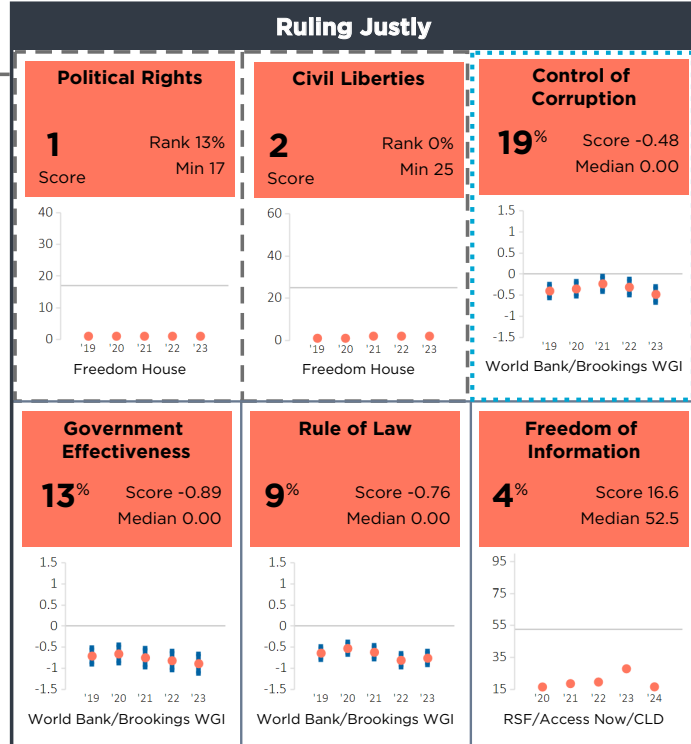 Ruling Justly
Political Rights
1
Score
Rank 13%
Min 17
40
30
20
10
0
'19 '20 '21 '22 '23
Freedom House
Civil Liberties
2
Score
Rank 0%
Min 25
60
40
20
0
'19 '20 '21 '22 '23
Freedom House
Control of
Corruption
19%
Score -0.48
Median 0.00
1.5
1
0.5
0
-0.5
-1
-1.5
'19 '20 '21 '22 '23
World Bank/Brookings WGI
Government
Effectiveness
13%
Score -0.89
Median 0.00
1.5
1
0.5
0
-0.5
-1
-1.5
'19 '20 '21 '22 '23
World Bank/Brookings WGI
Rule of Law
9%
Score -0.76
Median 0.00
1.5
1
0.5
0
-0.5
-1
-1.5
'19 '20 '21 '22 '23
World Bank/Brookings WGI
Freedom of
Information
4%
Score 16.6
Median 52.5
95
75
55
35
15
'20 '21 '22 '23 '24
RSF/Access Now/CLD